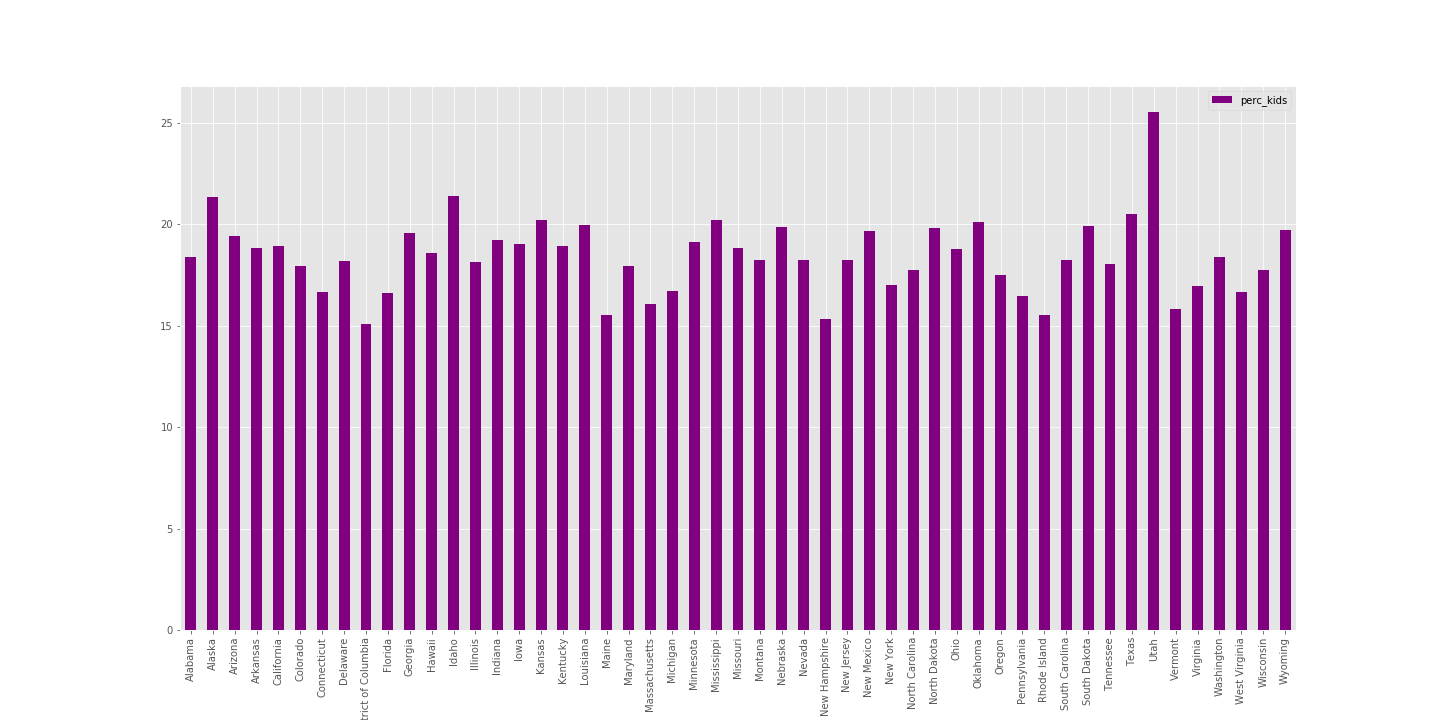 perc_kids
25
20
15
10
5
0
Alabama
Alaska
Arizona
Arkansas
California
Colorado
Connecticut
Delaware
trict of Columbia
Florida
Georgia
Hawaii
Idaho
Illinois
Indiana
Iowa
Kansas
Kentucky
Louisiana
Maine
Maryland
Massachusetts
Michigan
Minnesota
Mississippi
Missouri
Montana
Nebraska
Nevada
New Hampshire
New Jersey
New Mexico
New York
North Carolina
North Dakota
Ohio
Oklahoma
Oregon
Pennsylvania
Rhode Island
South Carolina
South Dakota
Tennessee
Texas
Utah
Vermont
Virginia
Washington
West Virginia
Wisconsin
Wyoming